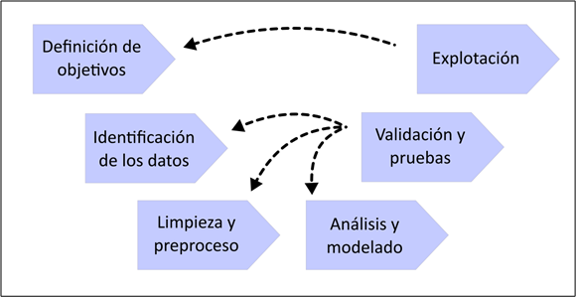 Definición de
objetivos
Explotación
Identificación
de los datos
Validación y
pruebas
Limpieza y
preproceso
Análisis y
modelado